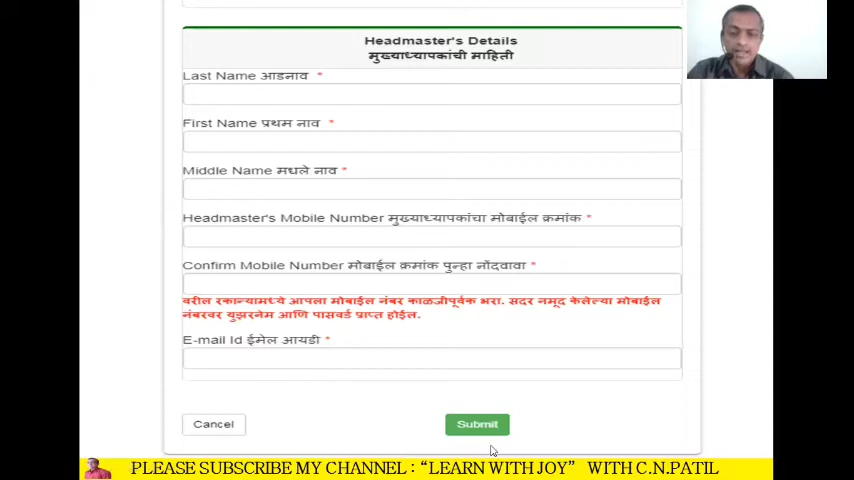 Headmaster's Details
मुख्याध्यापकांची माहिती
Last Name आडनाव *
First Name प्रथम नाव *
Middle Name मधले नाव *
Headmaster's Mobile Number मुख्याध्यापकांचा मोबाईल क्रमांक *
Confirm Mobile Number मोबाईल क्रमांक पुन्हा नोंदवावा *
वरील रकान्यामध्ये आपला मोबाईल नंबर काळजीपूर्वक भरा. सदर नमूद केलेल्या मोबाईल
नंबरवर युझरनेम आणि पासवर्ड प्राप्त होईल.
E-mail Id ईमेल आयडी *
Cancel
Submit
PLEASE SUBSCRIBE MY CHANNEL : “LEARN WITH JOY” WITH C.N.PATIL